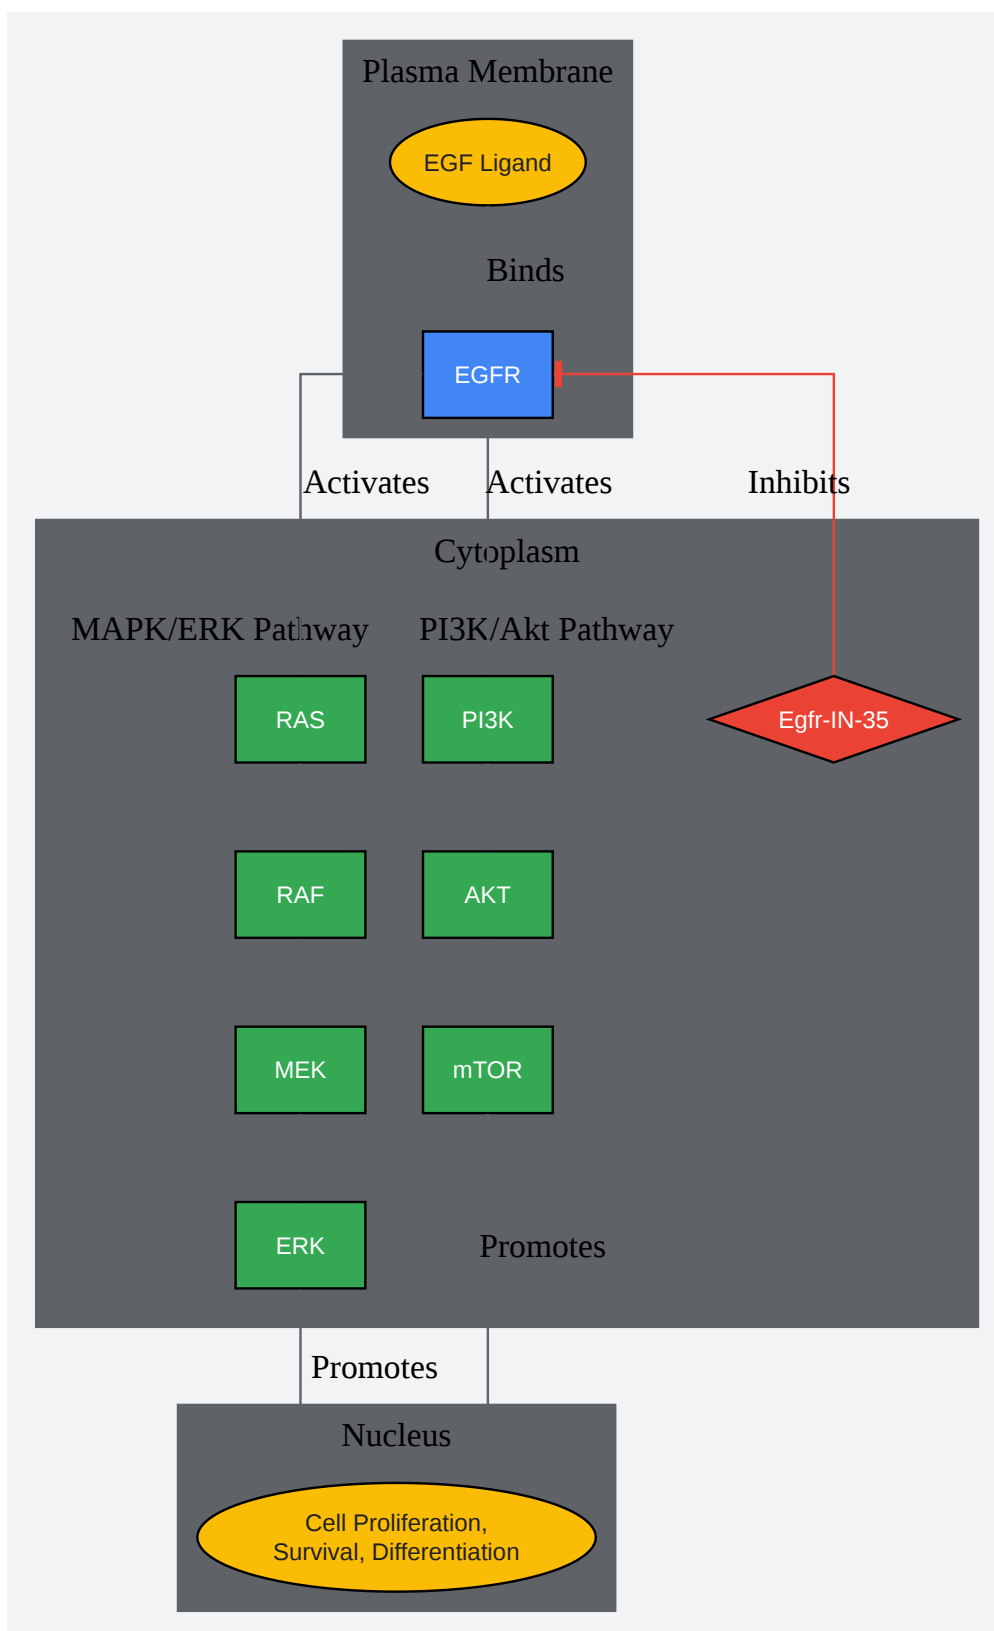 Plasma Membrane
EGF Ligand
Binds
EGFR
Activates
Activates
Inhibits
Cytoplasm
MAPK/ERK Pathway
PI3K/Akt Pathway
RAS
PI3K
Egfr-IN-35
RAF
AKT
MEK
mTOR
ERK
Promotes
Promotes
Nucleus
Cell Proliferation,
Survival, Differentiation